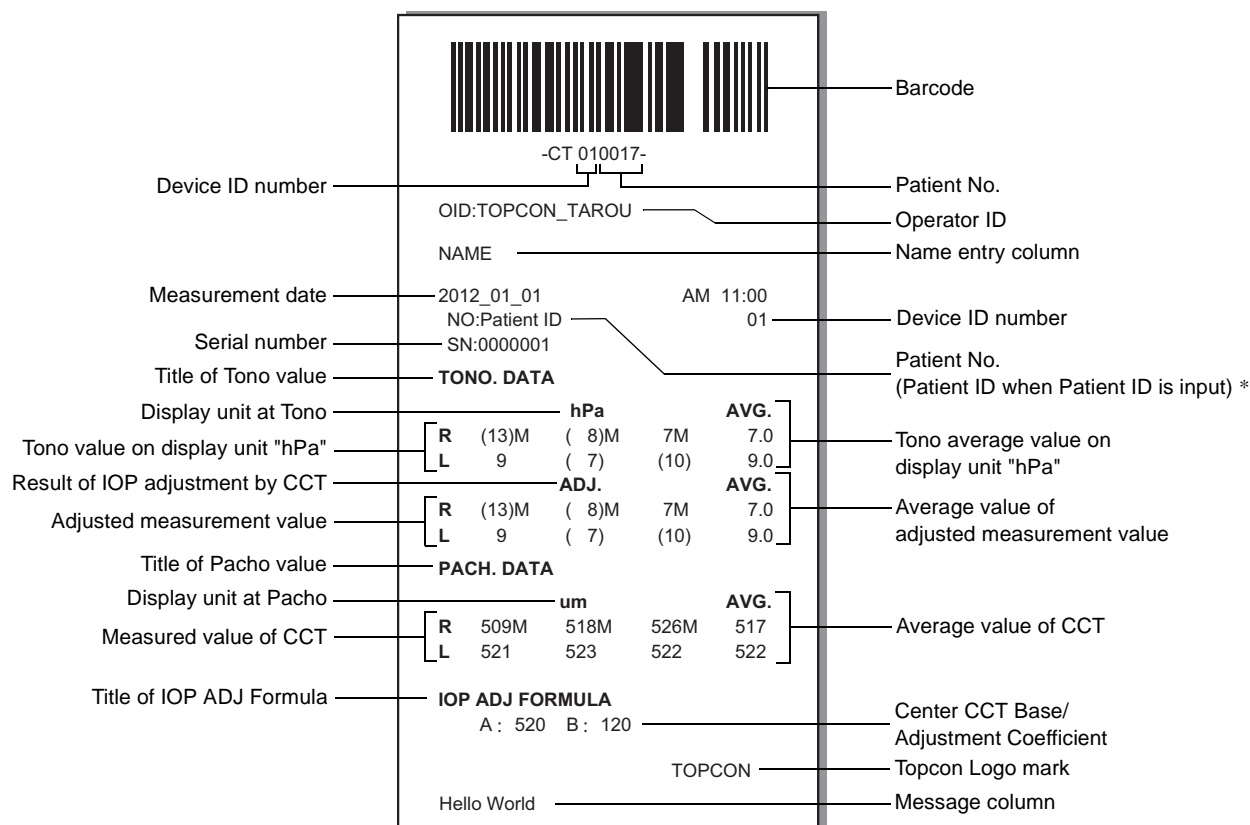 Barcode
-CT 010017-
Device ID number
Patient No.
OID:TOPCON_TAROU
Operator ID
NAME
Name entry column
Measurement date
2012_01_01 AM 11:00
NO:Patient ID 01
Device ID number
Serial number
SN:0000001
Patient No.
(Patient ID when Patient ID is input) *
Title of Tono value
TONO. DATA
Display unit at Tono
hPa AVG.
Tono value on display unit "hPa"
R (13)M ( 8)M 7M 7.0
L 9 ( 7) (10) 9.0
Tono average value on
display unit "hPa"
Result of IOP adjustment by CCT
ADJ. AVG.
Adjusted measurement value
R (13)M ( 8)M 7M 7.0
L 9 ( 7) (10) 9.0
Average value of
adjusted measurement value
Title of Pacho value
PACH. DATA
Display unit at Pacho
um AVG.
Measured value of CCT
R 509M 518M 526M 517
L 521 523 522 522
Average value of CCT
Title of IOP ADJ Formula
IOP ADJ FORMULA
A : 520 B : 120
Center CCT Base/
Adjustment Coefficient
TOPCON
Topcon Logo mark
Hello World
Message column